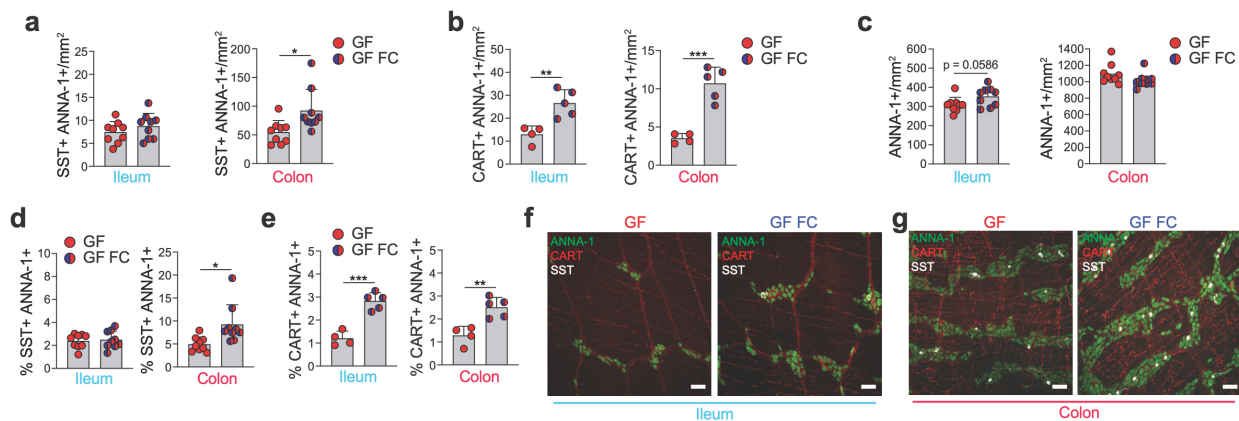 a
SST+ ANNA-1+/mm²
25
20
15
10
5
0
Ileum
SST+ ANNA-1+/mm²
200
150
100
50
0
*
Colon
GF
GF FC
b
CART+ ANNA-1+/mm²
50
40
30
20
10
0
**
Ileum
CART+ ANNA-1+/mm²
15
10
5
0
***
Colon
GF
GF FC
c
ANNA-1+/mm²
600
500
400
300
200
100
0
p = 0.0586
Ileum
ANNA-1+/mm²
1400
1200
1000
800
600
400
200
0
Colon
GF
GF FC
d
% SST+ ANNA-1+
8
6
4
2
0
Ileum
GF
GF FC
% SST+ ANNA-1+
25
20
15
10
5
0
*
Colon
e
% CART+ ANNA-1+
5
4
3
2
1
0
***
Ileum
GF
GF FC
% CART+ ANNA-1+
4
3
2
1
0
**
Colon
f
GF
GF FC
ANNA-1
CART
SST
ANNA-1
CART
SST
Ileum
g
GF
GF FC
ANNA-1
CART
SST
ANNA
CART
SST
Colon